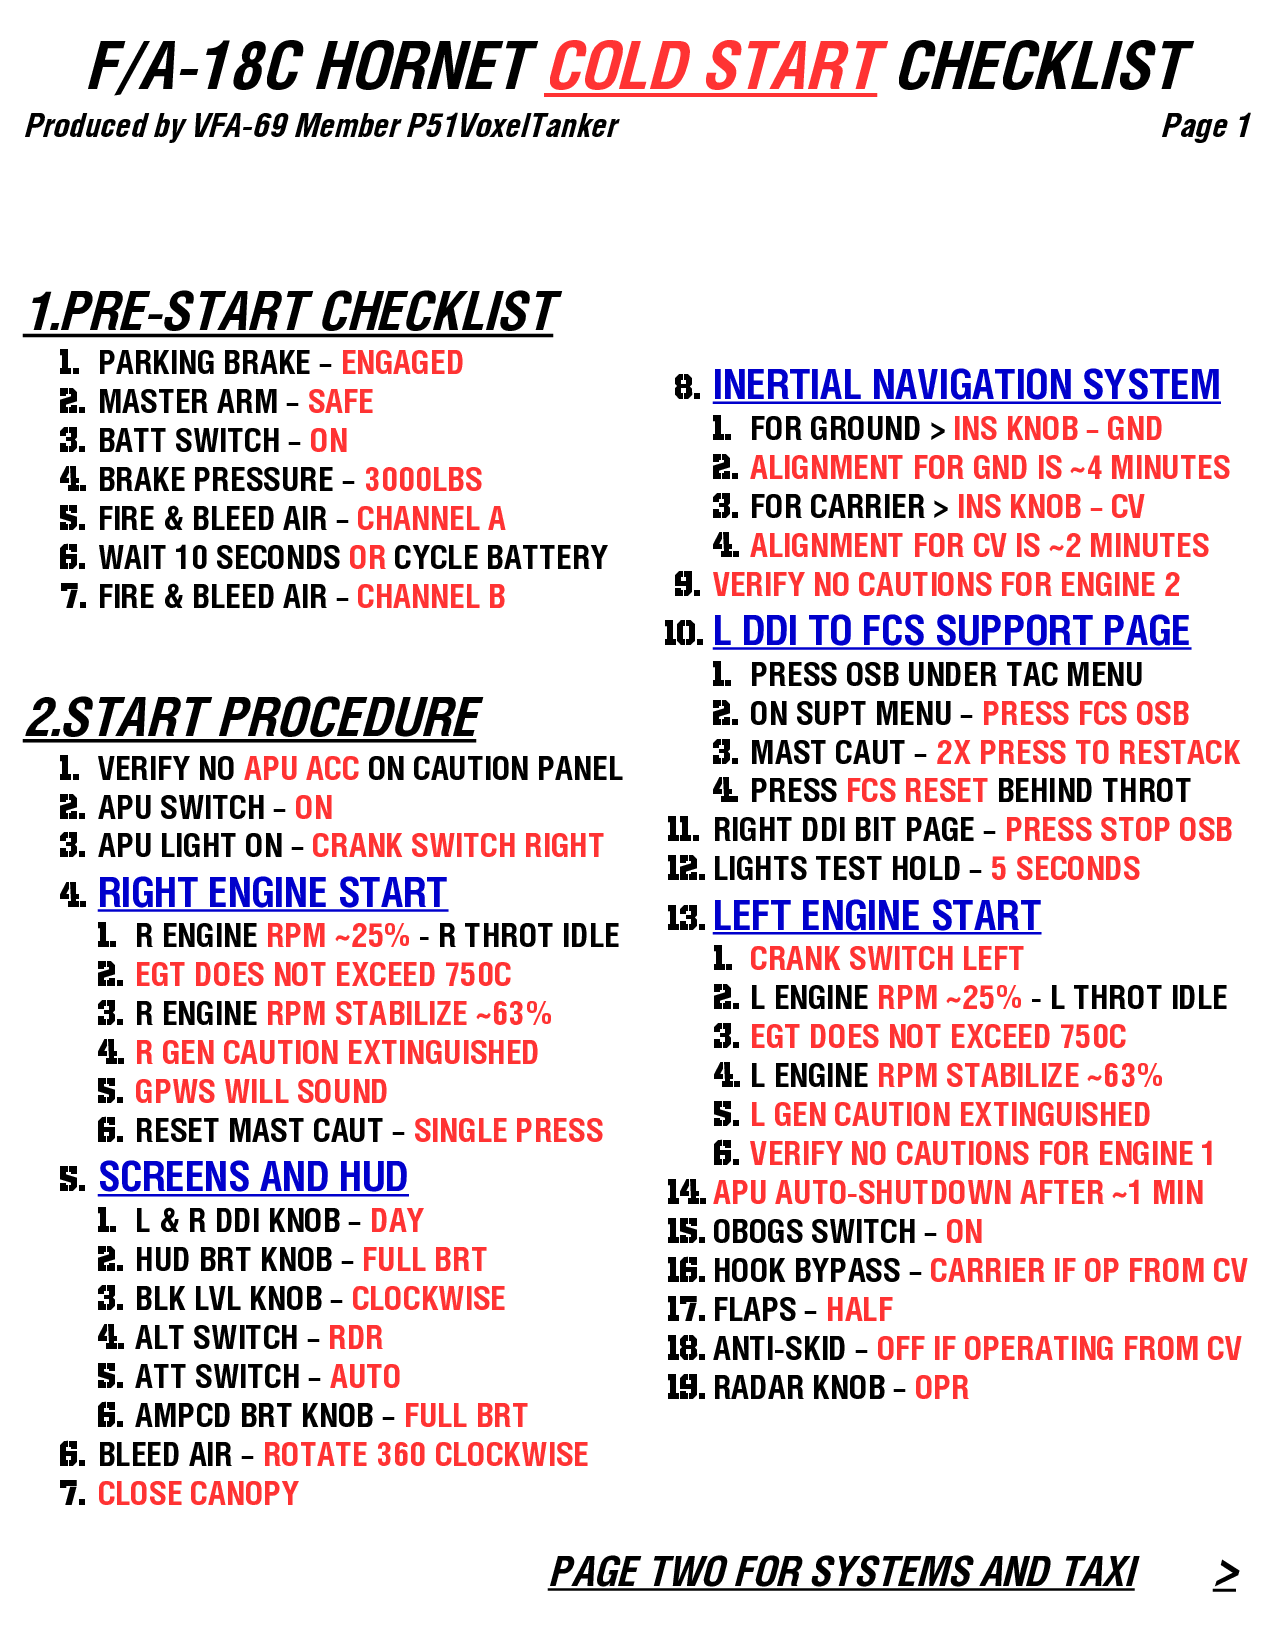 F/A-18C HORNET COLD START CHECKLIST
Produced by VFA-69 Member P51VoxelTanker
Page 1
1.PRE-START CHECKLIST
1. PARKING BRAKE – ENGAGED
2. MASTER ARM – SAFE
3. BATT SWITCH – ON
4. BRAKE PRESSURE – 3000LBS
5. FIRE & BLEED AIR – CHANNEL A
6. WAIT 10 SECONDS OR CYCLE BATTERY
7. FIRE & BLEED AIR – CHANNEL B
2.START PROCEDURE
1. VERIFY NO APU ACC ON CAUTION PANEL
2. APU SWITCH – ON
3. APU LIGHT ON – CRANK SWITCH RIGHT
4. RIGHT ENGINE START
1. R ENGINE RPM ~25% - R THROT IDLE
2. EGT DOES NOT EXCEED 750C
3. R ENGINE RPM STABILIZE ~63%
4. R GEN CAUTION EXTINGUISHED
5. GPWS WILL SOUND
6. RESET MAST CAUT – SINGLE PRESS
5. SCREENS AND HUD
1. L & R DDI KNOB – DAY
2. HUD BRT KNOB – FULL BRT
3. BLK LVL KNOB – CLOCKWISE
4. ALT SWITCH – RDR
5. ATT SWITCH – AUTO
6. AMPCD BRT KNOB – FULL BRT
6. BLEED AIR – ROTATE 360 CLOCKWISE
7. CLOSE CANOPY
8. INERTIAL NAVIGATION SYSTEM
1. FOR GROUND > INS KNOB – GND
2. ALIGNMENT FOR GND IS ~4 MINUTES
3. FOR CARRIER > INS KNOB – CV
4. ALIGNMENT FOR CV IS ~2 MINUTES
9. VERIFY NO CAUTIONS FOR ENGINE 2
10. L DDI TO FCS SUPPORT PAGE
1. PRESS OSB UNDER TAC MENU
2. ON SUPT MENU – PRESS FCS OSB
3. MAST CAUT – 2X PRESS TO RESTACK
4. PRESS FCS RESET BEHIND THROT
11. RIGHT DDI BIT PAGE – PRESS STOP OSB
12. LIGHTS TEST HOLD – 5 SECONDS
13. LEFT ENGINE START
1. CRANK SWITCH LEFT
2. L ENGINE RPM ~25% - L THROT IDLE
3. EGT DOES NOT EXCEED 750C
4. L ENGINE RPM STABILIZE ~63%
5. L GEN CAUTION EXTINGUISHED
6. VERIFY NO CAUTIONS FOR ENGINE 1
14. APU AUTO-SHUTDOWN AFTER ~1 MIN
15. OBOGS SWITCH – ON
16. HOOK BYPASS – CARRIER IF OP FROM CV
17. FLAPS – HALF
18. ANTI-SKID – OFF IF OPERATING FROM CV
19. RADAR KNOB – OPR
PAGE TWO FOR SYSTEMS AND TAXI >